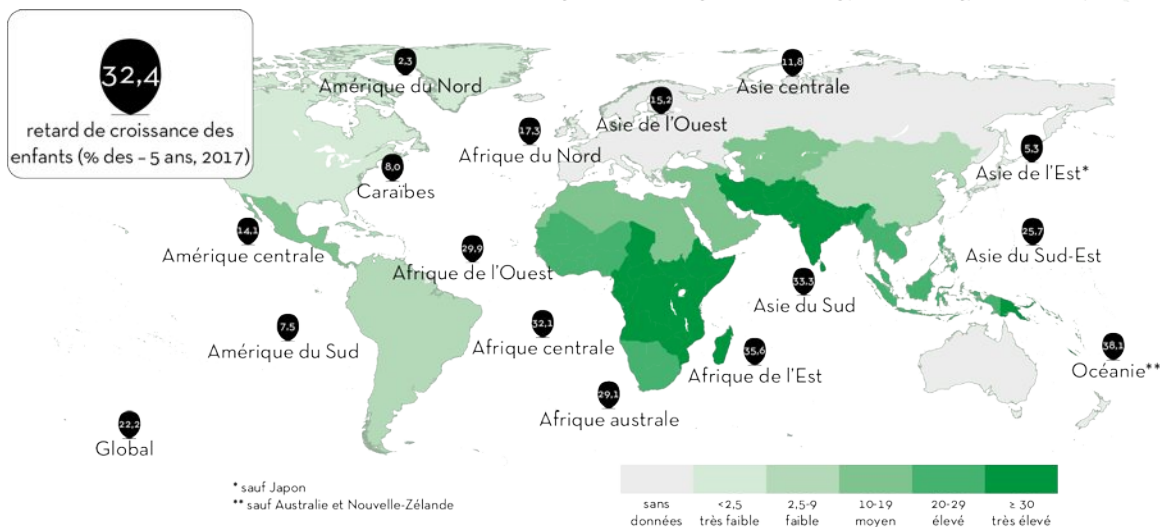 32,4
retard de croissance des
enfants (% des – 5 ans, 2017)
2,3
Amérique du Nord
11,8
Asie centrale
15,2
Asie de l'Ouest
17,3
Afrique du Nord
5,3
Asie de l'Est*
8,0
Caraïbes
14,1
Amérique centrale
29,9
Afrique de l'Ouest
25,7
Asie du Sud-Est
33,3
Asie du Sud
7,5
Amérique du Sud
32,1
Afrique centrale
35,6
Afrique de l'Est
38,1
Océanie**
29,1
Afrique australe
22,2
Global
* sauf Japon
** sauf Australie et Nouvelle-Zélande
sans
données
<2,5
très faible
2,5-9
faible
10-19
moyen
20-29
élevé
≥ 30
très élevé